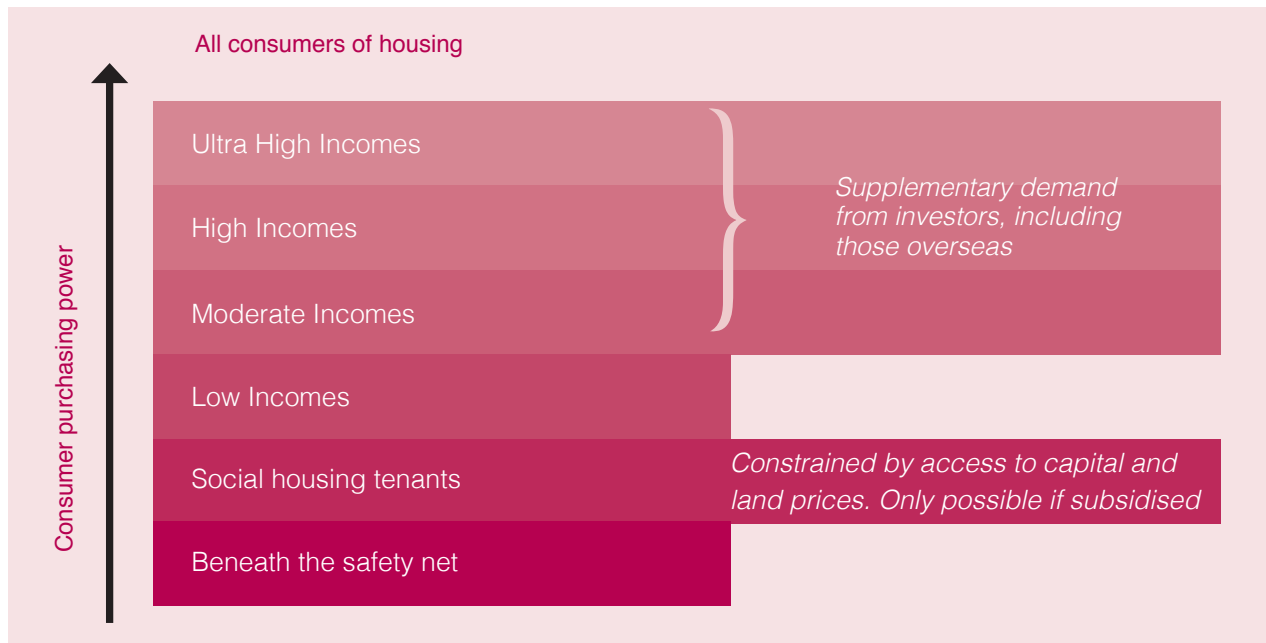 All consumers of housing
Consumer purchasing power
Ultra High Incomes
High Incomes
Moderate Incomes
Supplementary demand
from investors, including
those overseas
Low Incomes
Social housing tenants
Constrained by access to capital and
land prices. Only possible if subsidised
Beneath the safety net